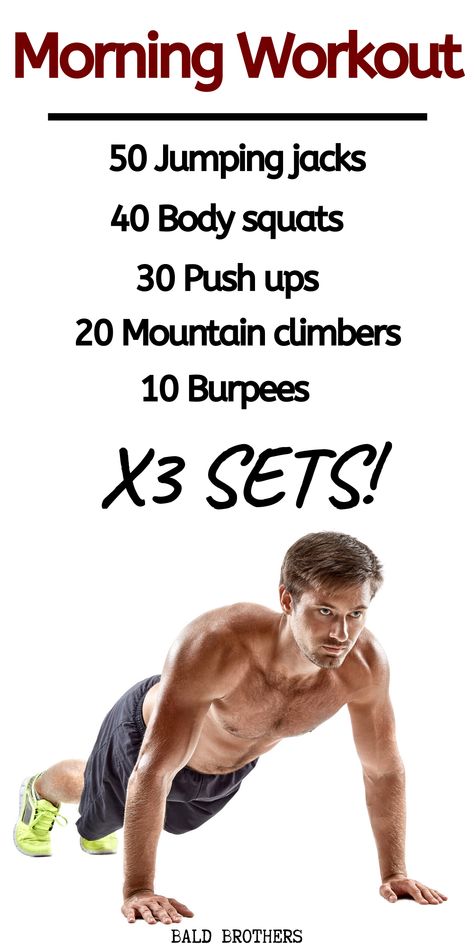 Morning Workout
50 Jumping jacks
40 Body squats
30 Push ups
20 Mountain climbers
10 Burpees
X3 SETS!
BALD BROTHERS